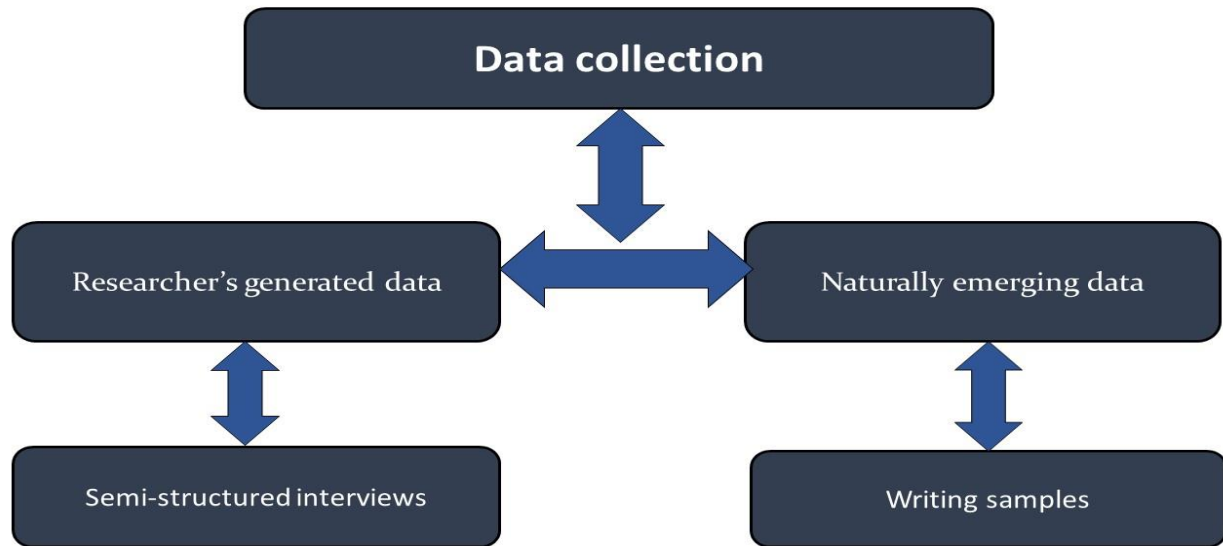 Data collection
Researcher’s generated data
Naturally emerging data
Semi-structured interviews
Writing samples